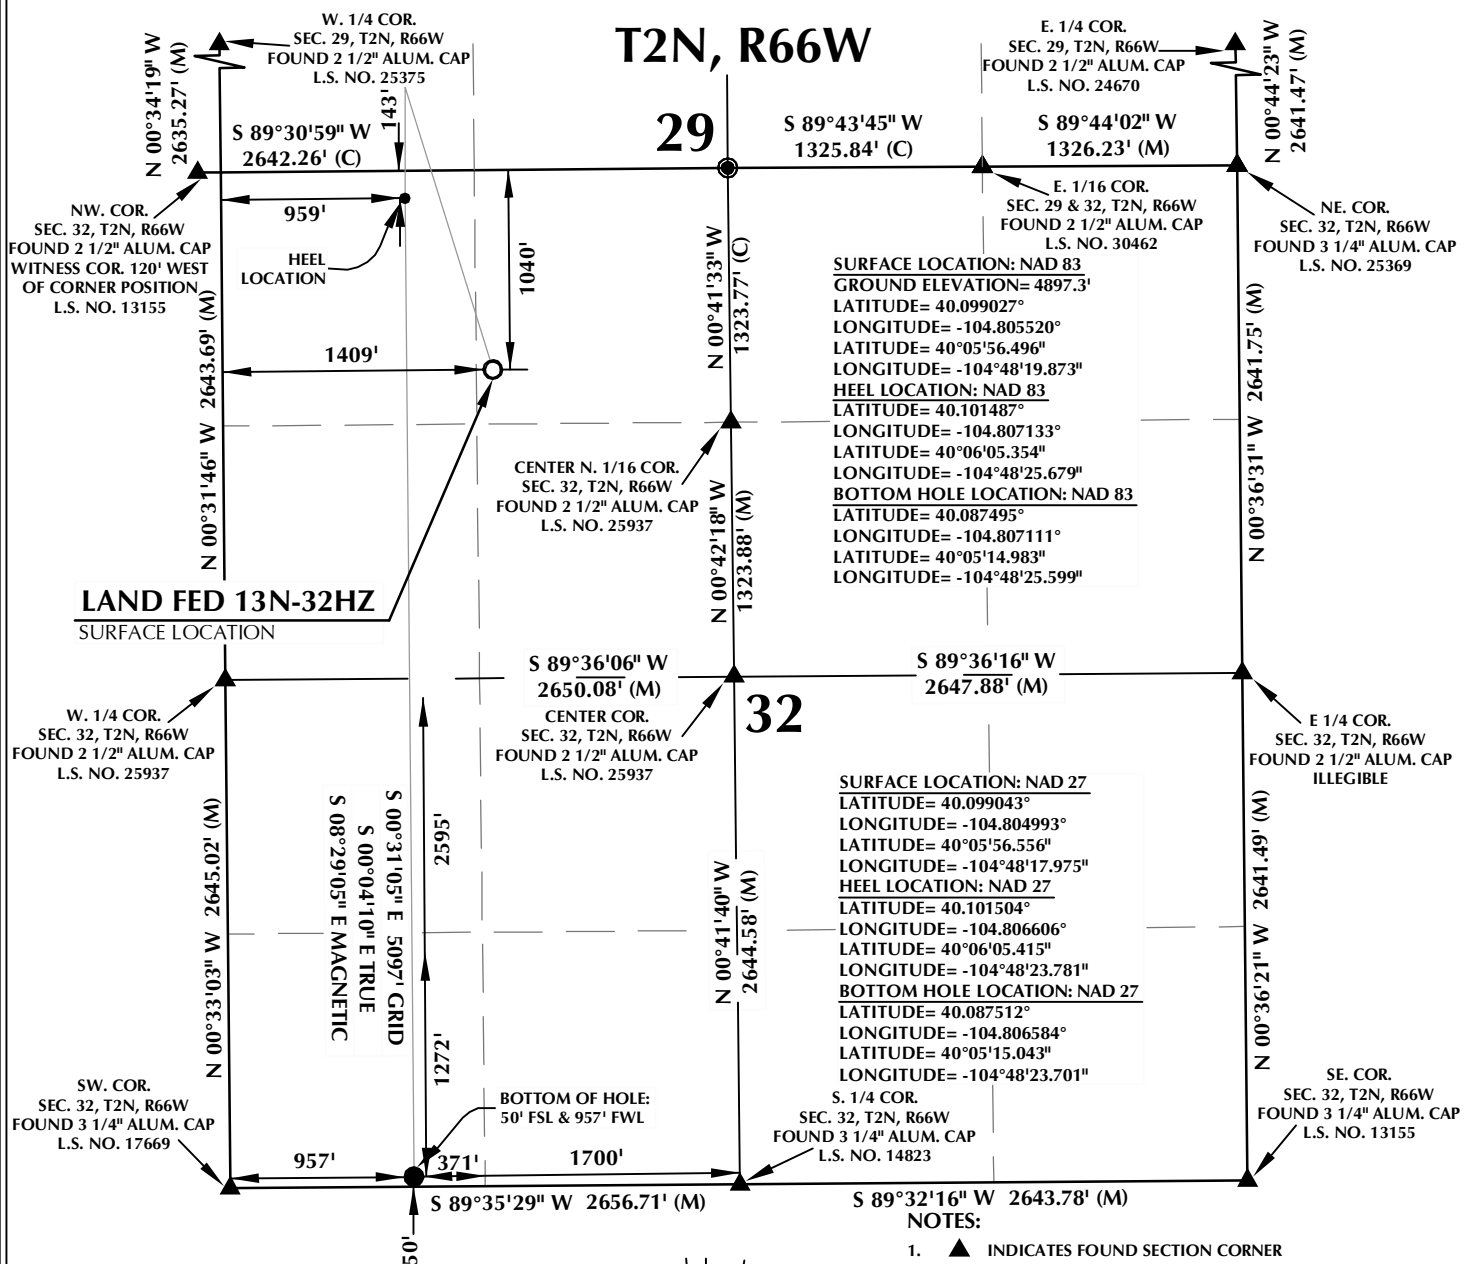 T2N, R66W
W. 1/4 COR.
SEC. 29, T2N, R66W
FOUND 2 1/2" ALUM. CAP
L.S. NO. 25375
E. 1/4 COR.
SEC. 29, T2N, R66W
FOUND 2 1/2" ALUM. CAP
L.S. NO. 24670
N 00°34'19" W
2635.27' (M)
N 00°44'23" W
2641.47' (M)
143'
29
S 89°30'59" W
2642.26' (C)
S 89°43'45" W
1325.84' (C)
S 89°44'02" W
1326.23' (M)
NW. COR.
SEC. 32, T2N, R66W
FOUND 2 1/2" ALUM. CAP
WITNESS COR. 120' WEST
OF CORNER POSITION
L.S. NO. 13155
959'
HEEL
LOCATION
1040'
E. 1/16 COR.
SEC. 29 & 32, T2N, R66W
FOUND 2 1/2" ALUM. CAP
L.S. NO. 30462
NE. COR.
SEC. 32, T2N, R66W
FOUND 3 1/4" ALUM. CAP
L.S. NO. 25369
N 00°41'33" W
1323.77' (C)
SURFACE LOCATION: NAD 83
GROUND ELEVATION= 4897.3'
LATITUDE= 40.099027°
LONGITUDE= -104.805520°
LATITUDE= 40°05'56.496"
LONGITUDE= -104°48'19.873"
HEEL LOCATION: NAD 83
LATITUDE= 40.101487°
LONGITUDE= -104.807133°
LATITUDE= 40°06'05.354"
LONGITUDE= -104°48'25.679"
BOTTOM HOLE LOCATION: NAD 83
LATITUDE= 40.087495°
LONGITUDE= -104.807111°
LATITUDE= 40°05'14.983"
LONGITUDE= -104°48'25.599"
1409'
N 00°31'46" W 2643.69' (M)
N 00°36'31" W 2641.75' (M)
CENTER N. 1/16 COR.
SEC. 32, T2N, R66W
FOUND 2 1/2" ALUM. CAP
L.S. NO. 25937
N 00°42'18" W
1323.88' (M)
LAND FED 13N-32HZ
SURFACE LOCATION
S 89°36'06" W
2650.08' (M)
S 89°36'16" W
2647.88' (M)
32
W. 1/4 COR.
SEC. 32, T2N, R66W
FOUND 2 1/2" ALUM. CAP
L.S. NO. 25937
CENTER COR.
SEC. 32, T2N, R66W
FOUND 2 1/2" ALUM. CAP
L.S. NO. 25937
E 1/4 COR.
SEC. 32, T2N, R66W
FOUND 2 1/2" ALUM. CAP
ILLEGIBLE
SURFACE LOCATION: NAD 27
LATITUDE= 40.099043°
LONGITUDE= -104.804993°
LATITUDE= 40°05'56.556"
LONGITUDE= -104°48'17.975"
HEEL LOCATION: NAD 27
LATITUDE= 40.101504°
LONGITUDE= -104.806606°
LATITUDE= 40°06'05.415"
LONGITUDE= -104°48'23.781"
BOTTOM HOLE LOCATION: NAD 27
LATITUDE= 40.087512°
LONGITUDE= -104.806584°
LATITUDE= 40°05'15.043"
LONGITUDE= -104°48'23.701"
N 00°33'03" W 2645.02' (M)
S 00°31'05" E 5097' GRID
S 00°04'10" E TRUE
S 08°29'05" E MAGNETIC
2595'
1272'
N 00°41'40" W
2644.58' (M)
N 00°36'21" W 2641.49' (M)
SW. COR.
SEC. 32, T2N, R66W
FOUND 3 1/4" ALUM. CAP
L.S. NO. 17669
BOTTOM OF HOLE:
50' FSL & 957' FWL
S. 1/4 COR.
SEC. 32, T2N, R66W
FOUND 3 1/4" ALUM. CAP
L.S. NO. 14823
SE. COR.
SEC. 32, T2N, R66W
FOUND 3 1/4" ALUM. CAP
L.S. NO. 13155
957'
371'
1700'
S 89°35'29" W 2656.71' (M)
S 89°32'16" W 2643.78' (M)
50'
NOTES:
1. INDICATES FOUND SECTION CORNER